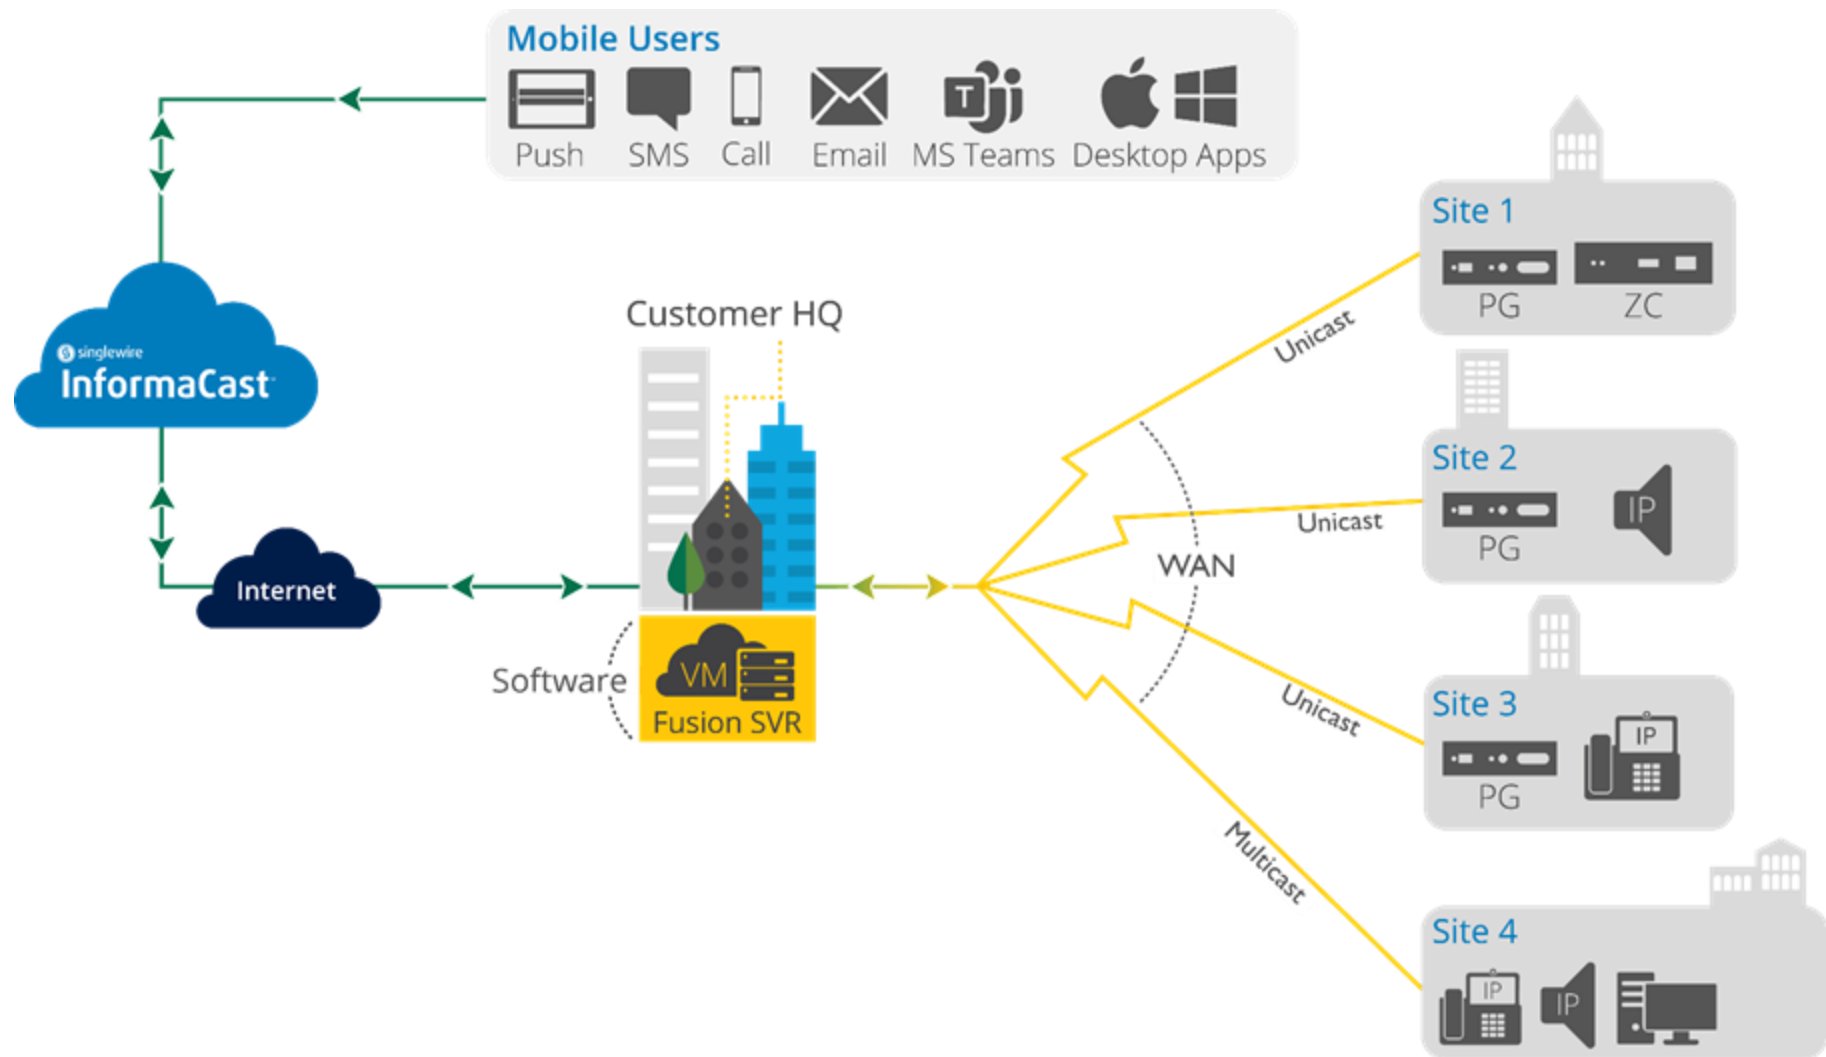 Mobile Users
Push
SMS
Call
Email
MS Teams
Desktop Apps
singlewire
InformaCast
Internet
Customer HQ
Software
VM
Fusion SVR
WAN
Unicast
Unicast
Unicast
Multicast
Site 1
PG
ZC
Site 2
IP
PG
Site 3
IP
PG
Site 4
IP
IP
T